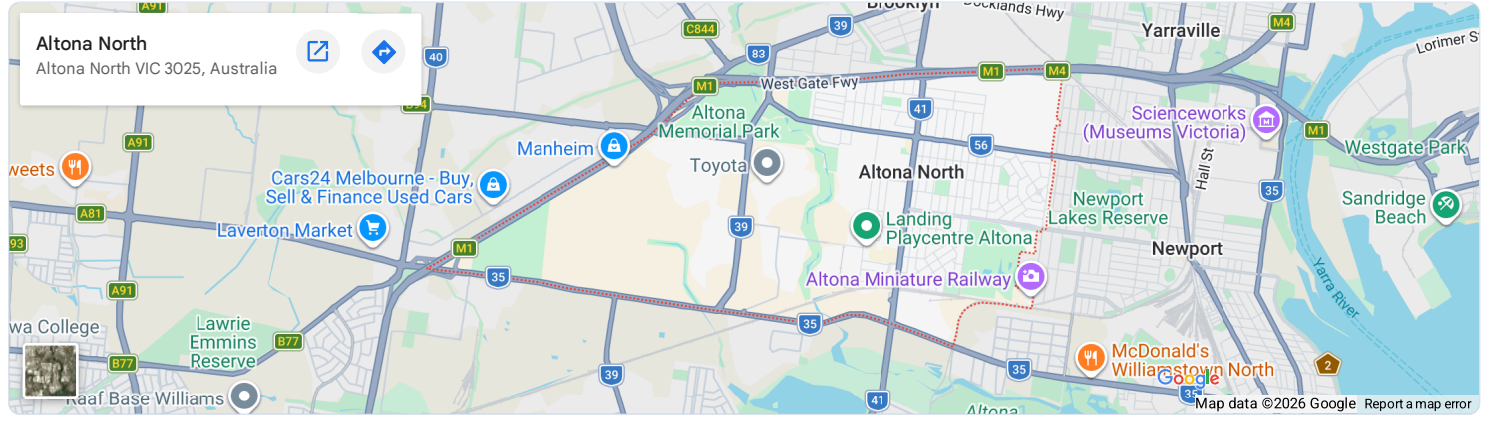 A91
Brooklyn
Docklands Hwy
Altona North
Altona North VIC 3025, Australia
C844
39
M4
Yarraville
Lorimer S
40
83
M1
West Gate Fwy
M1
M4
41
Altona
Memorial Park
Scienceworks
(Museums Victoria)
M1
A91
Manheim
56
Westgate Park
weets
Toyota
Altona North
Hall St
Cars24 Melbourne - Buy,
Sell & Finance Used Cars
35
Newport
Lakes Reserve
Sandridge
Beach
A81
Laverton Market
39
Landing
Playcentre Altona
93
M1
Newport
35
Altona Miniature Railway
Yarra River
A91
wa College
Lawrie
Emmins
Reserve
B77
35
B77
39
35
McDonald's
Williamstown North
2
Google
Raaf Base Williams
41
35
Altona
Map data ©2026 Google
Report a map error